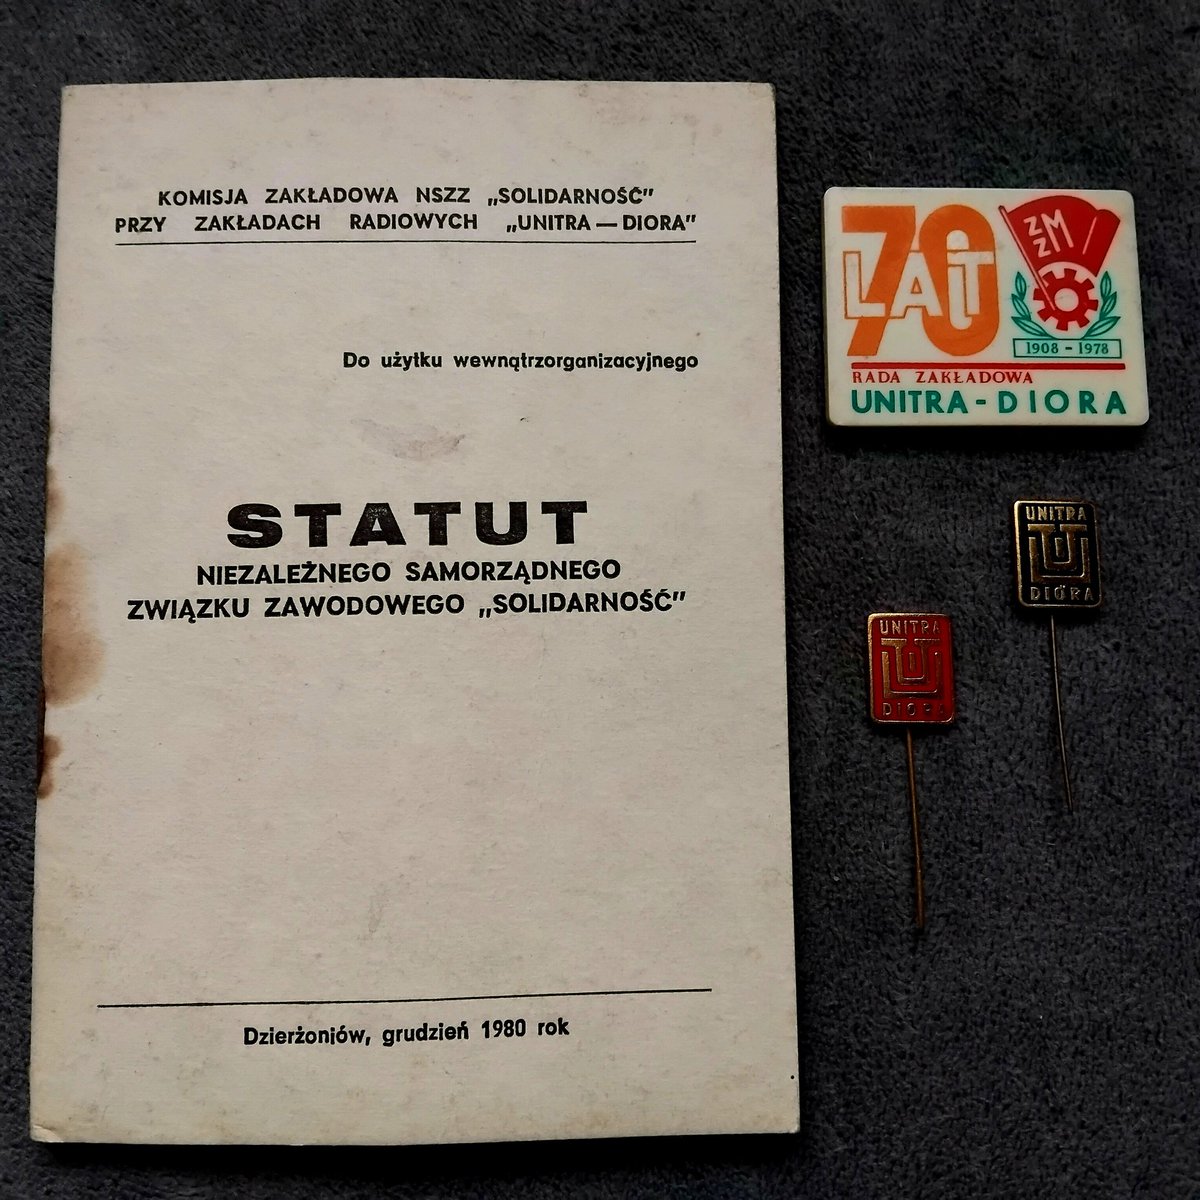 KOMISJA ZAKŁADOWA NSZZ „SOLIDARNOŚĆ”
PRZY ZAKŁADACH RADIOWYCH „UNITRA — DIORA”
Do użytku wewnątrzorganizacyjnego
STATUT
NIEZALEŻNEGO SAMORZĄDNEGO
ZWIĄZKU ZAWODOWEGO „SOLIDARNOŚĆ”
Dzierżoniów, grudzień 1980 rok
70
LAT
ZZM
1908 - 1978
RADA ZAKŁADOWA
UNITRA - DIORA
UNITRA
DIORA
UNITRA
DIORA